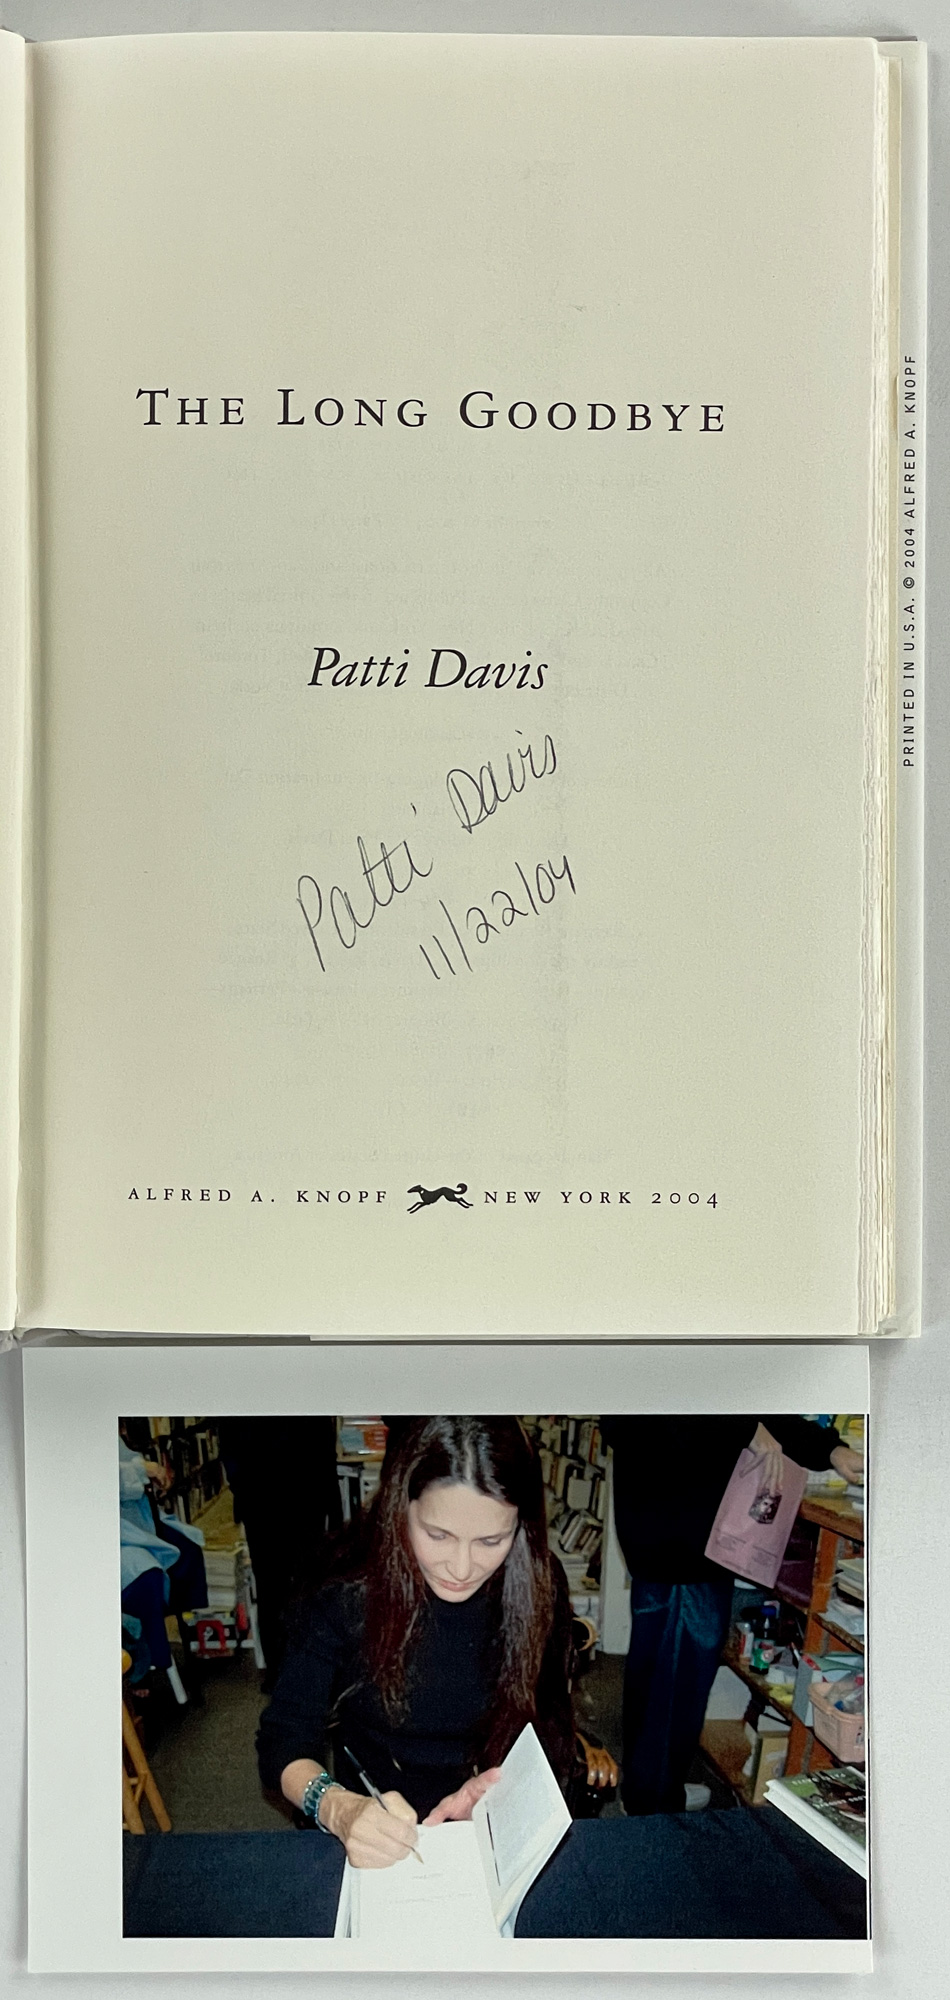 THE LONG GOODBYE
Patti Davis
Patti Davis
11/22/04
ALFRED A. KNOPF NEW YORK 2004
PRINTED IN U.S.A. © 2004 ALFRED A. KNOPF